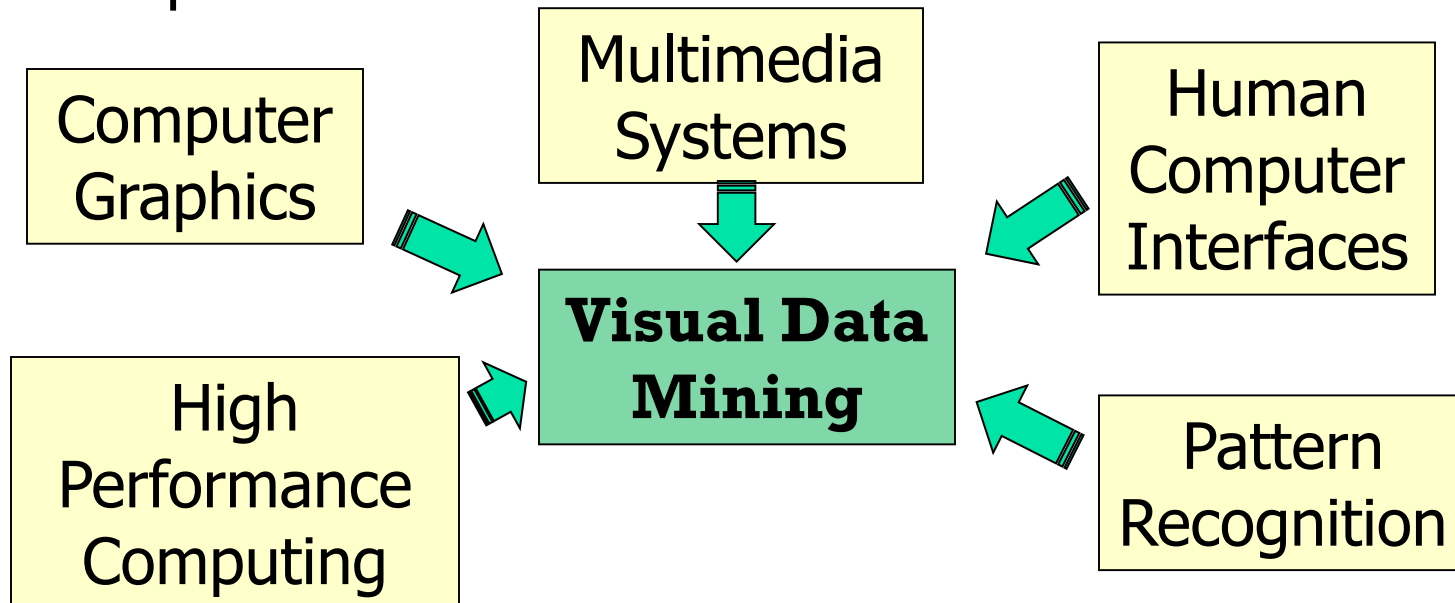 Computer
Graphics
Multimedia
Systems
Human
Computer
Interfaces
Visual Data
Mining
High
Performance
Computing
Pattern
Recognition